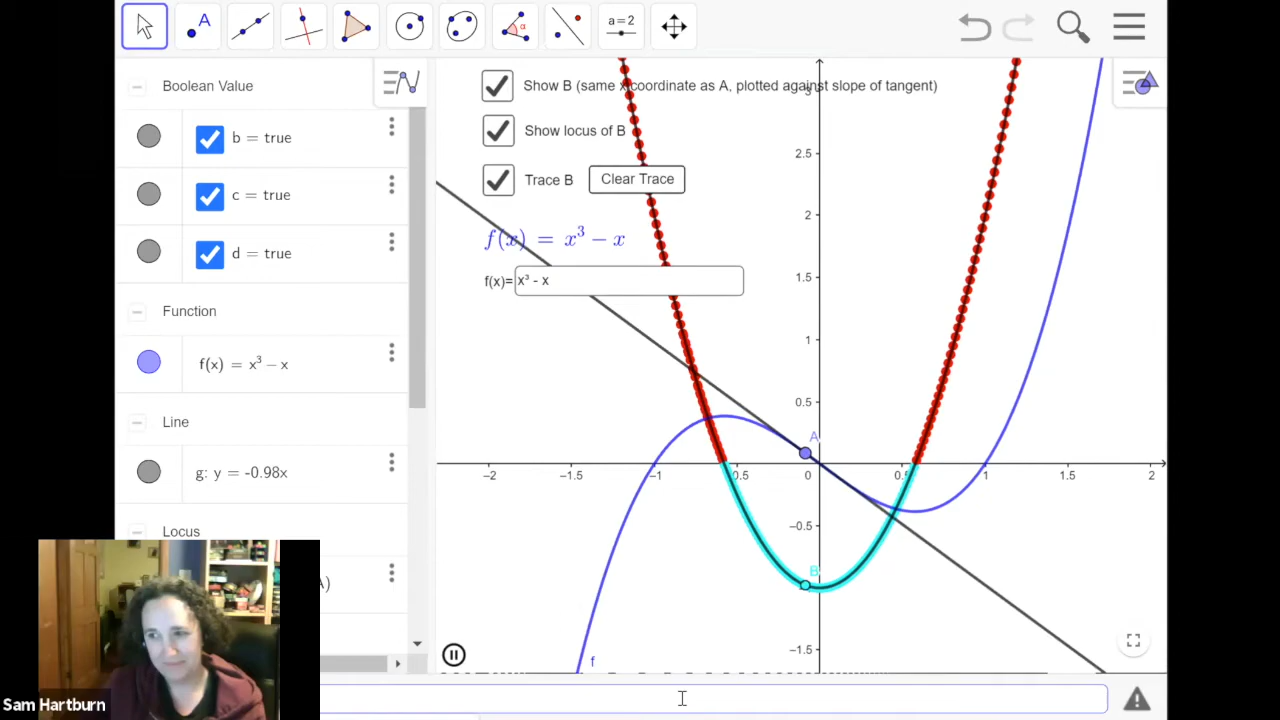 A
α
a = 2
Boolean Value
b = true
c = true
d = true
Function
f(x) = x³ − x
Line
g: y = -0.98x
Locus
A)
Show B (same x coordinate as A, plotted against slope of tangent)
Show locus of B
Trace B
Clear Trace
f(x) = x³ − x
f(x)= x³ - x
3
2.5
2
1.5
1
0.5
−2
−1.5
−1
−0.5
0
0.5
1
1.5
2
−0.5
−1.5
A
B
f
Sam Hartburn